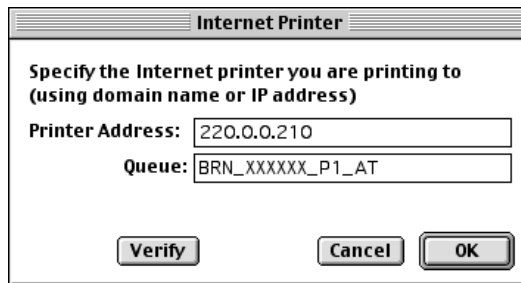 Internet Printer
Specify the Internet printer you are printing to
(using domain name or IP address)
Printer Address: 220.0.0.210
Queue: BRN_XXXXXX_P1_AT
Verify Cancel OK